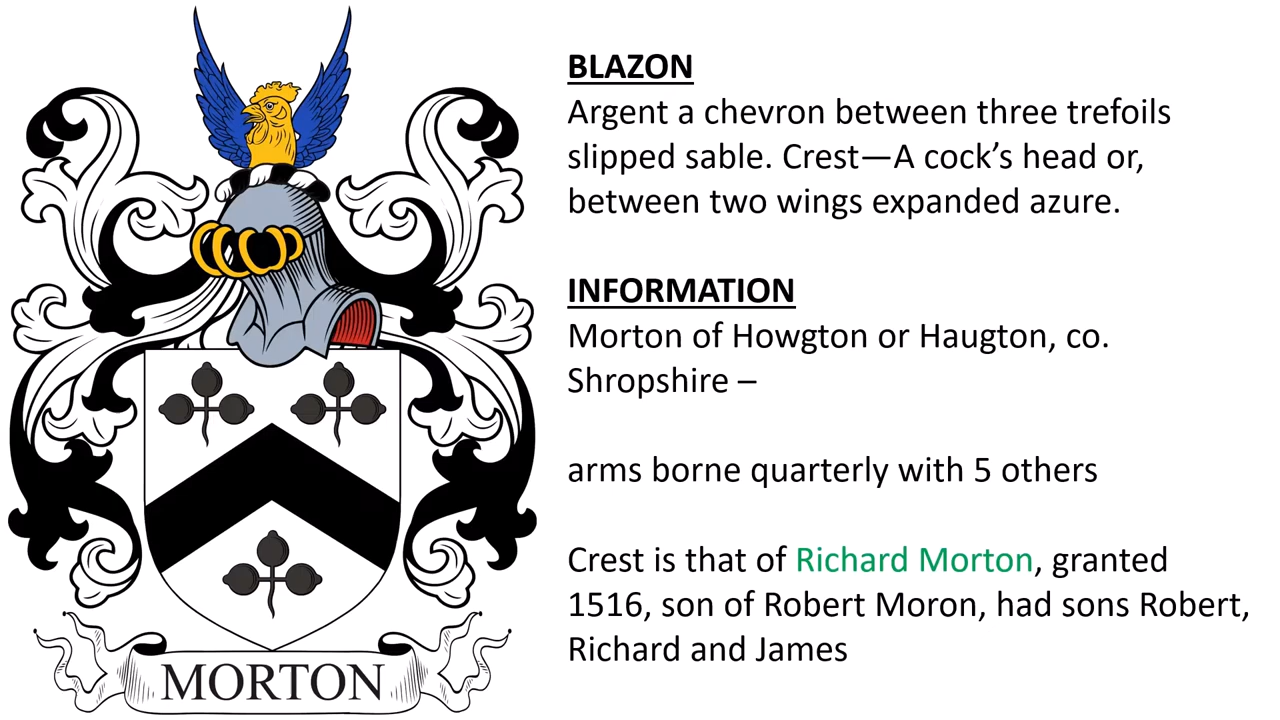 BLAZON
Argent a chevron between three trefoils
slipped sable. Crest—A cock’s head or,
between two wings expanded azure.
INFORMATION
Morton of Howgton or Haugton, co.
Shropshire –
arms borne quarterly with 5 others
Crest is that of Richard Morton, granted
1516, son of Robert Moron, had sons Robert,
Richard and James
MORTON